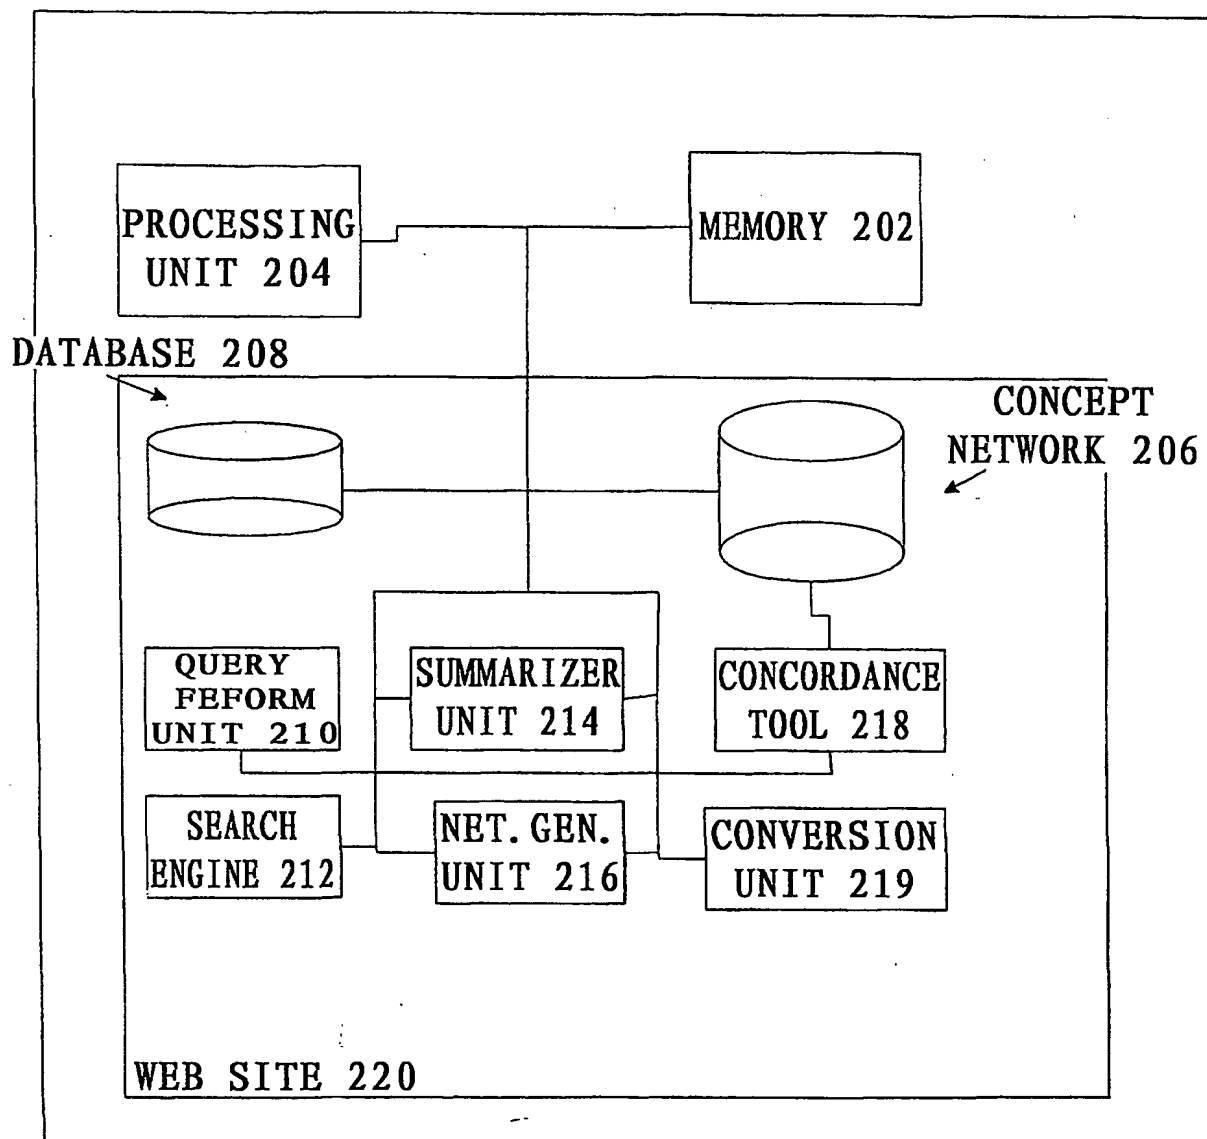 PROCESSING
UNIT 204
MEMORY 202
DATABASE 208
CONCEPT
NETWORK 206
QUERY
FEFORM
UNIT 210
SUMMARIZER
UNIT 214
CONCORDANCE
TOOL 218
SEARCH
ENGINE 212
NET. GEN.
UNIT 216
CONVERSION
UNIT 219
WEB SITE 220